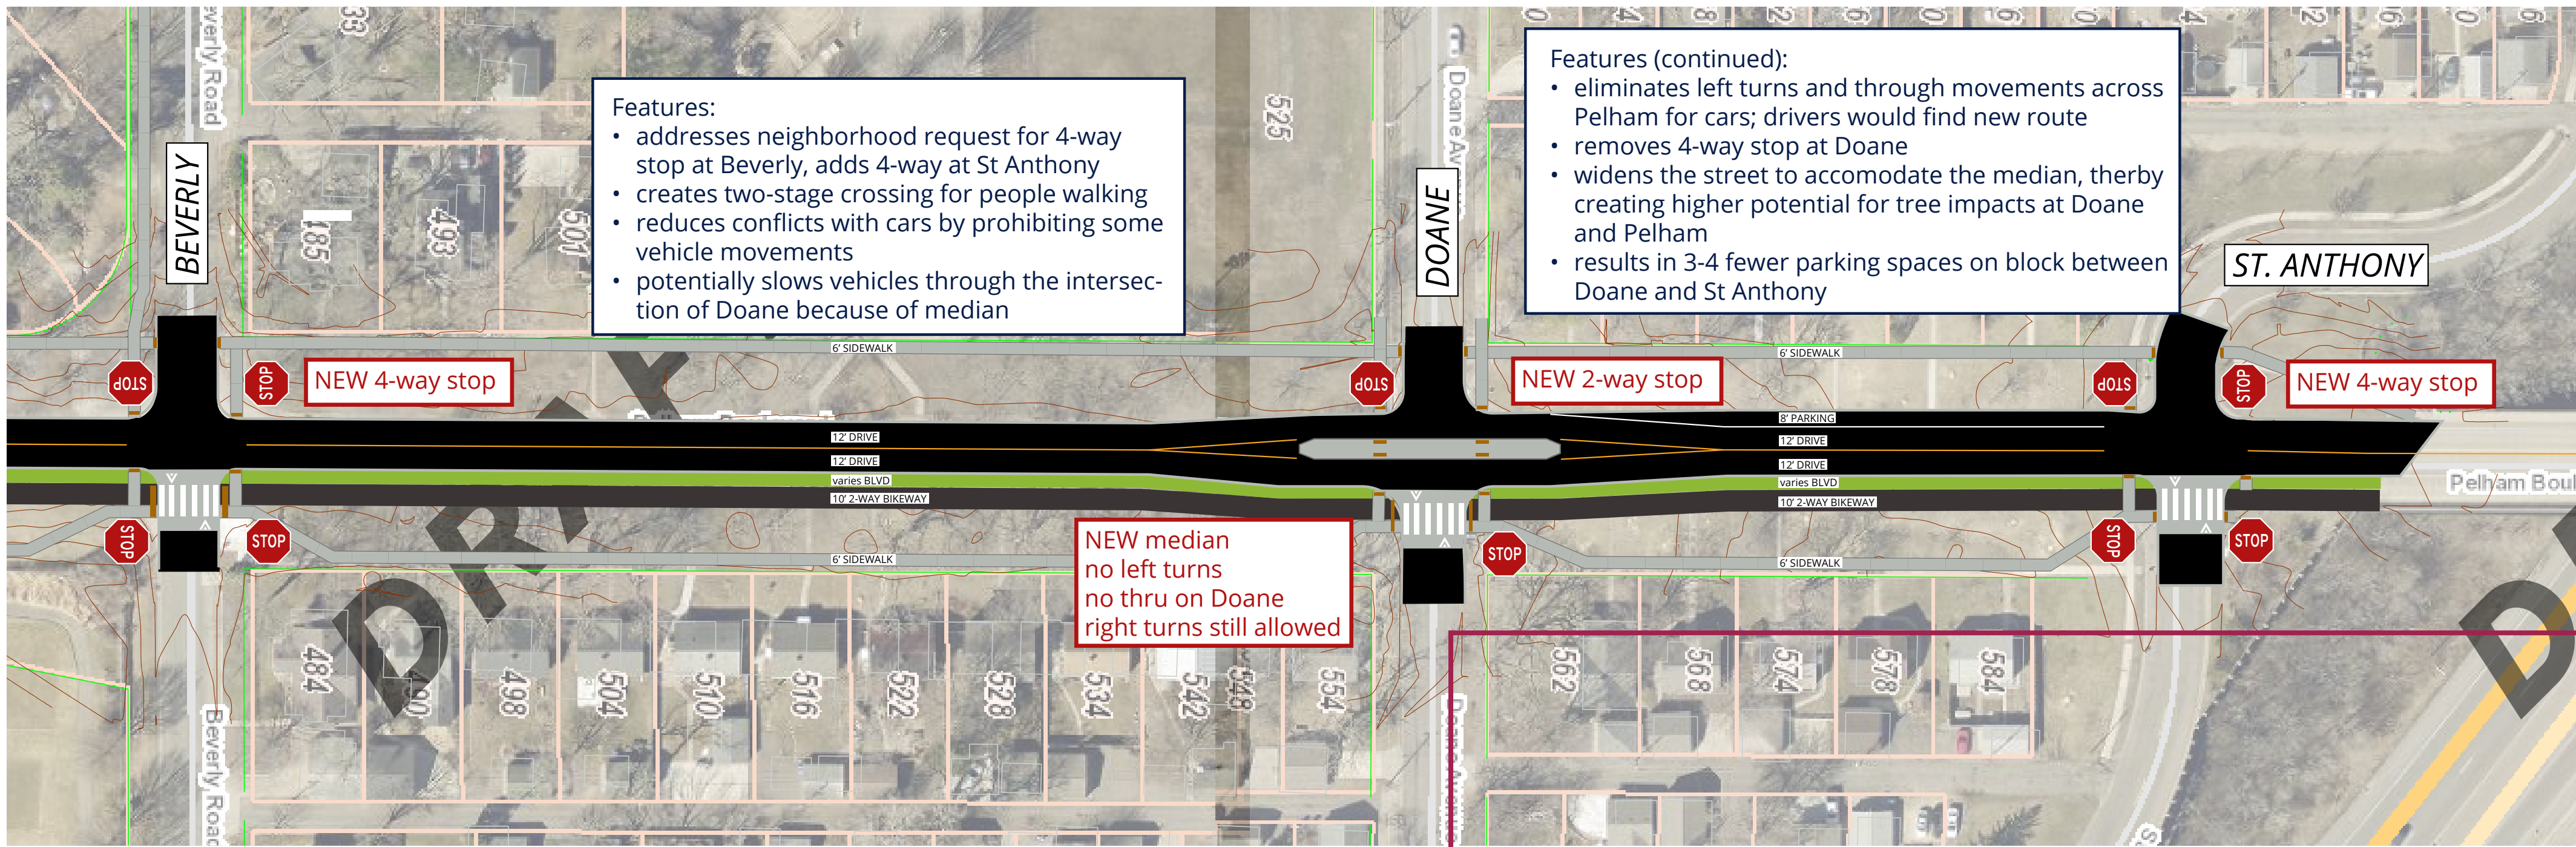 Beverly Road
BEVERLY
Features:
• addresses neighborhood request for 4-way
stop at Beverly, adds 4-way at St Anthony
• creates two-stage crossing for people walking
• reduces conflicts with cars by prohibiting some
vehicle movements
• potentially slows vehicles through the intersec-
tion of Doane because of median
525
DOANE
Features (continued):
• eliminates left turns and through movements across
Pelham for cars; drivers would find new route
• removes 4-way stop at Doane
• widens the street to accomodate the median, therby
creating higher potential for tree impacts at Doane
and Pelham
• results in 3-4 fewer parking spaces on block between
Doane and St Anthony
ST. ANTHONY
485
493
501
6' SIDEWALK
6' SIDEWALK
STOP
STOP
NEW 4-way stop
STOP
NEW 2-way stop
STOP
STOP
NEW 4-way stop
12' DRIVE
12' DRIVE
varies BLVD
10' 2-WAY BIKEWAY
8' PARKING
12' DRIVE
12' DRIVE
varies BLVD
10' 2-WAY BIKEWAY
Pelham Boul
STOP
STOP
6' SIDEWALK
NEW median
no left turns
no thru on Doane
right turns still allowed
STOP
6' SIDEWALK
STOP
STOP
484
490
498
504
510
516
522
528
534
542
548
554
562
568
574
578
584
Beverly Road
Doane Avenue
DRAFT